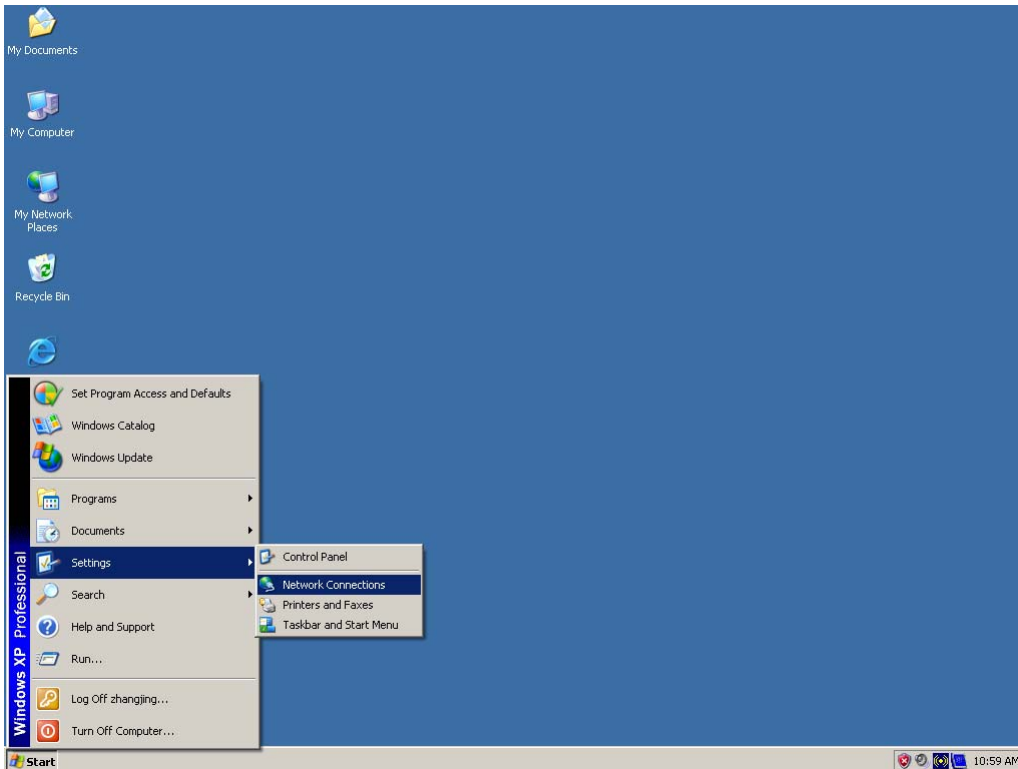 My Documents
My Computer
My Network
Places
Recycle Bin
Set Program Access and Defaults
Windows Catalog
Windows Update
Programs
Documents
Settings
Search
Help and Support
Run...
Log Off zhangjing...
Turn Off Computer...
Windows XP Professional
Control Panel
Network Connections
Printers and Faxes
Taskbar and Start Menu
Start
10:59 AM